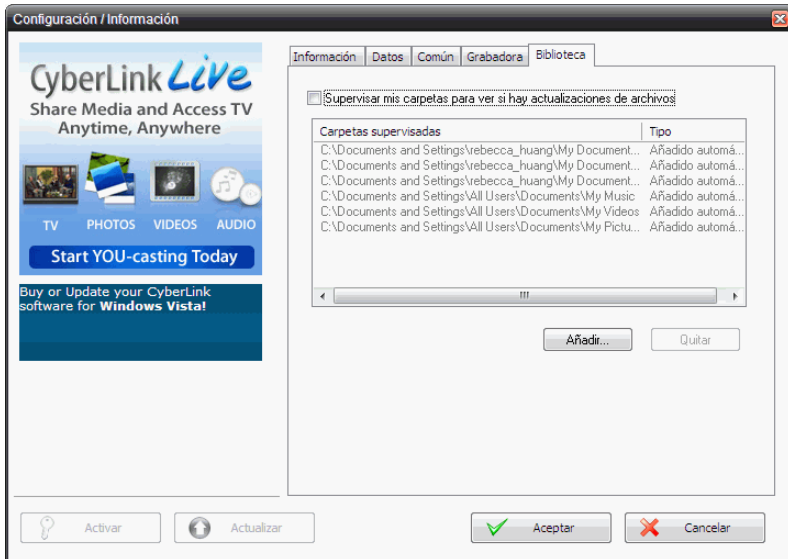 Configuración / Información
CyberLink Live
Share Media and Access TV
Anytime, Anywhere
TV PHOTOS VIDEOS AUDIO
Start YOU-casting Today
Buy or Update your CyberLink
software for Windows Vista!
Información Datos Común Grabadora Biblioteca
Supervisar mis carpetas para ver si hay actualizaciones de archivos
Carpetas supervisadas Tipo
C:\Documents and Settings\rebecca_huang\My Document... Añadido automá...
C:\Documents and Settings\rebecca_huang\My Document... Añadido automá...
C:\Documents and Settings\rebecca_huang\My Document... Añadido automá...
C:\Documents and Settings\All Users\Documents\My Music Añadido automá...
C:\Documents and Settings\All Users\Documents\My Videos Añadido automá...
C:\Documents and Settings\All Users\Documents\My Pictu... Añadido automá...
Añadir... Quitar
Activar Actualizar Aceptar Cancelar